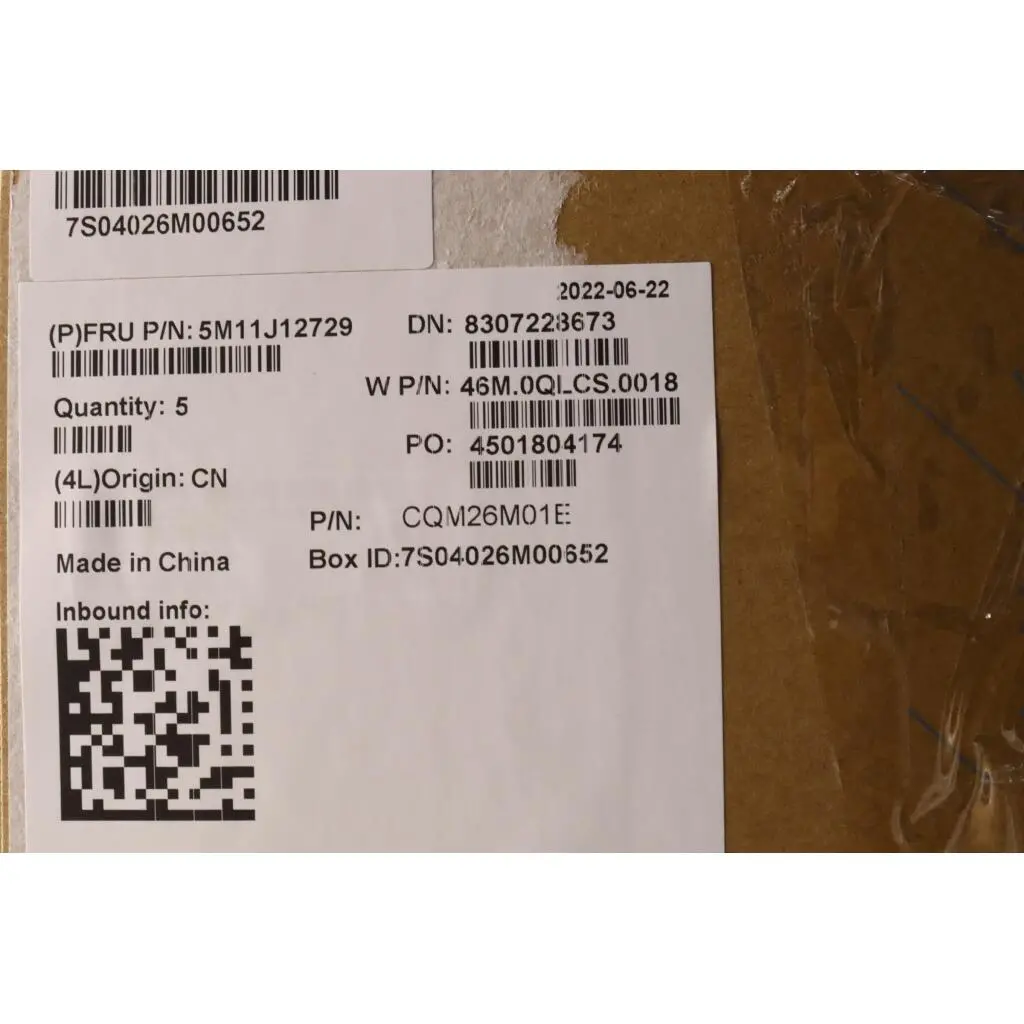 7S04026M00652
2022-06-22
(P)FRU P/N: 5M11J12729
DN: 8307228673
W P/N: 46M.0QLCS.0018
Quantity: 5
PO: 4501804174
(4L)Origin: CN
P/N: CQM26M01E
Made in China
Box ID:7S04026M00652
Inbound info: